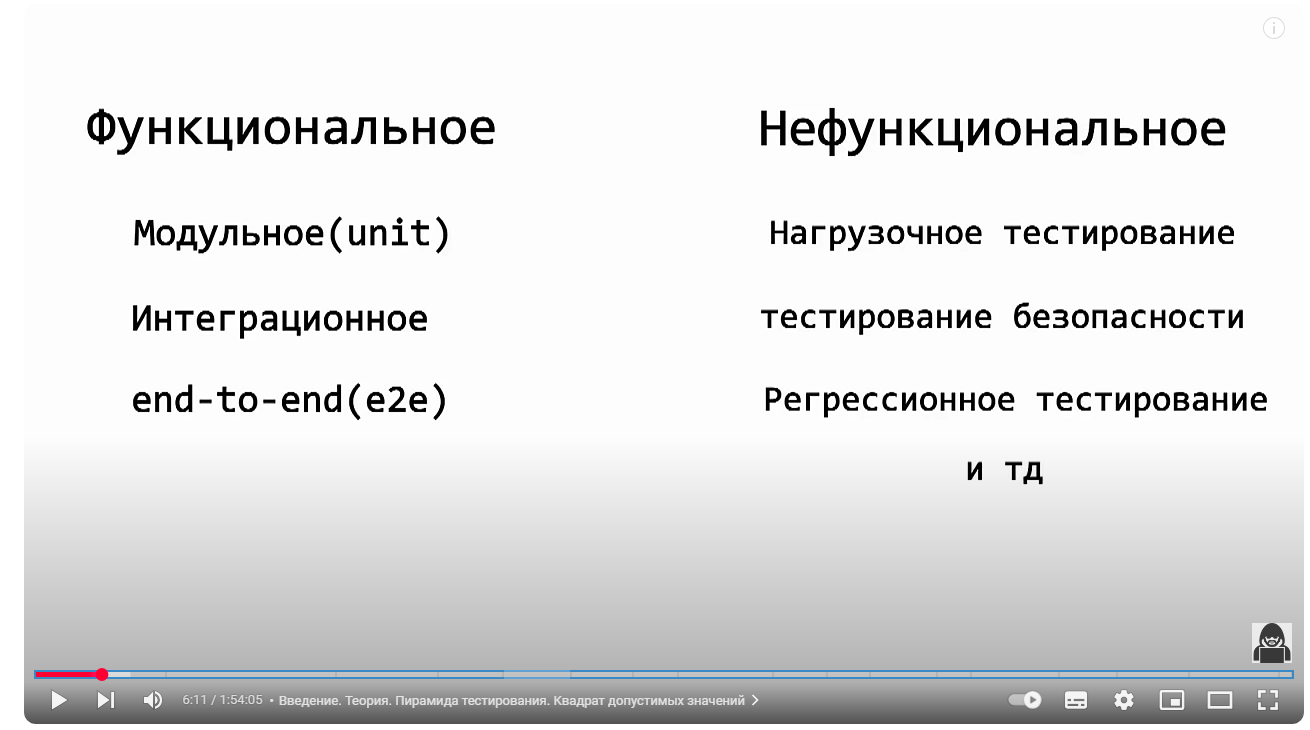 Функциональное
Нефункциональное
Модульное(unit)
Нагрузочное тестирование
Интеграционное
тестирование безопасности
end-to-end(e2e)
Регрессионное тестирование
и тд
6:11 / 1:54:05 • Введение. Теория. Пирамида тестирования. Квадрат допустимых значений